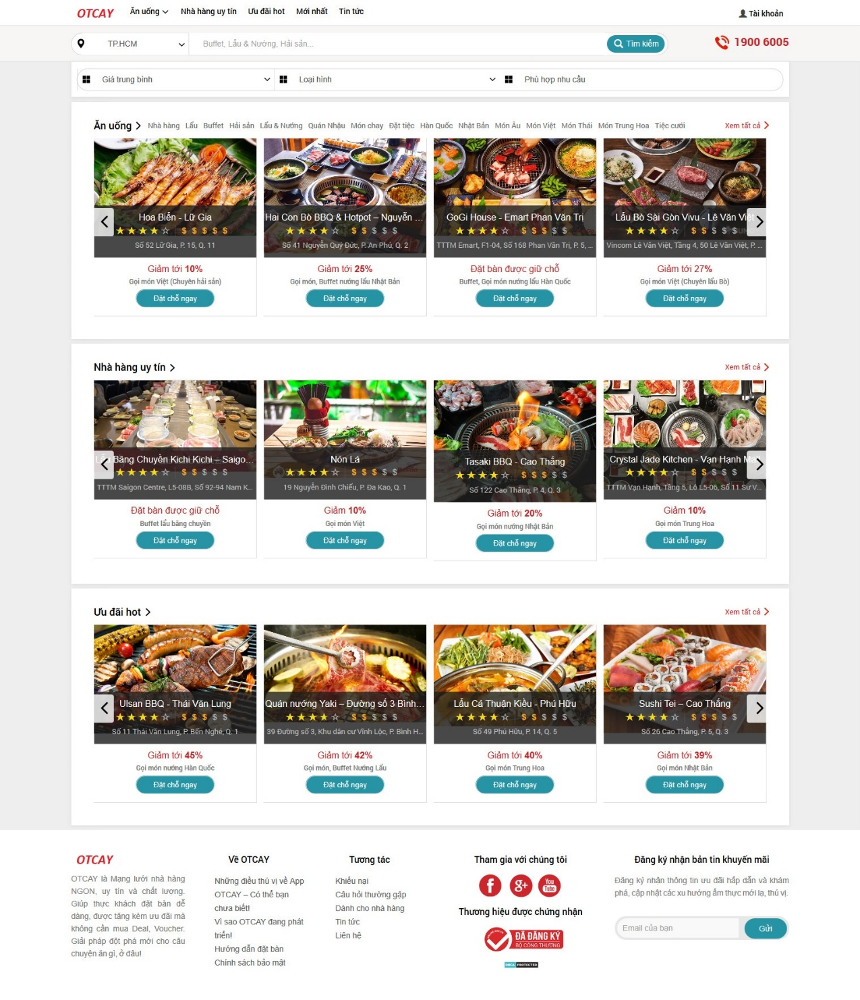 OTCAY Ăn uống Nhà hàng uy tín Ưu đãi hot Mới nhất Tin tức Tài khoản
TP.HCM Buffet, Lẩu & Nướng, Hải sản... Tìm kiếm 1900 6005
Giá trung bình Loại hình Phù hợp nhu cầu
Ăn uống Nhà hàng Lẩu Buffet Hải sản Lẩu & Nướng Quán Nhậu Món chay Đặt tiệc Hàn Quốc Nhật Bản Món Âu Món Việt Món Thái Món Trung Hoa Tiệc cưới Xem tất cả
Hoa Biển - Lữ Gia
Số 52 Lữ Gia, P. 15, Q. 11
Giảm tới 10%
Gọi món Việt (Chuyên hải sản)
Đặt chỗ ngay
Hai Con Bò BBQ & Hotpot – Nguyễn ...
Số 41 Nguyễn Quý Đức, P. An Phú, Q. 2
Giảm tới 25%
Gọi món, Buffet nướng lẩu Nhật Bản
Đặt chỗ ngay
GoGi House - Emart Phan Văn Trị
TTTM Emart, F1-04, Số 168 Phan Văn Trị, P. 5, ...
Đặt bàn được giữ chỗ
Buffet, Gọi món nướng lẩu Hàn Quốc
Đặt chỗ ngay
Lẩu Bò Sài Gòn Vivu - Lê Văn Việt
Vincom Lê Văn Việt, Tầng 4, 50 Lê Văn Việt, P. ...
Giảm tới 27%
Gọi món Việt (Chuyên lẩu Bò)
Đặt chỗ ngay
Nhà hàng uy tín Xem tất cả
Lẩu Băng Chuyền Kichi Kichi – Saigo...
TTTM Saigon Centre, L5-08B, Số 92-94 Nam K...
Đặt bàn được giữ chỗ
Buffet lẩu băng chuyền
Đặt chỗ ngay
Nón Lá
19 Nguyễn Đình Chiểu, P. Đa Kao, Q. 1
Giảm 10%
Gọi món Việt
Đặt chỗ ngay
Tasaki BBQ - Cao Thắng
Số 122 Cao Thắng, P. 4, Q. 3
Giảm tới 20%
Gọi món nướng Nhật Bản
Đặt chỗ ngay
Crystal Jade Kitchen - Vạn Hạnh Mall
TTTM Vạn Hạnh, Tầng 5, Lô L5-06, Số 11 Sư V...
Giảm 10%
Gọi món Trung Hoa
Đặt chỗ ngay
Ưu đãi hot Xem tất cả
Ulsan BBQ - Thái Văn Lung
Số 11 Thái Văn Lung, P. Bến Nghé, Q. 1
Giảm tới 45%
Gọi món nướng Hàn Quốc
Đặt chỗ ngay
Quán nướng Yaki – Đường số 3 Bình...
39 Đường số 3, Khu dân cư Vĩnh Lộc, P. Bình H...
Giảm tới 42%
Gọi món, Buffet Nướng Lẩu
Đặt chỗ ngay
Lẩu Cá Thuận Kiều - Phú Hữu
Số 49 Phú Hữu, P. 14, Q. 5
Giảm tới 40%
Gọi món Trung Hoa
Đặt chỗ ngay
Sushi Tei – Cao Thắng
Số 26 Cao Thắng, P. 5, Q. 3
Giảm tới 39%
Gọi món Nhật Bản
Đặt chỗ ngay
OTCAY
OTCAY là Mạng lưới nhà hàng
NGON, uy tín và chất lượng.
Giúp thực khách đặt bàn dễ
dàng, được tặng kèm ưu đãi mà
không cần mua Deal, Voucher.
Giải pháp đột phá mới cho câu
chuyện ăn gì, ở đâu!
Về OTCAY
Những điều thú vị về App
OTCAY – Có thể bạn
chưa biết!
Vì sao OTCAY đang phát
triển!
Hướng dẫn đặt bàn
Chính sách bảo mật
Tương tác
Khiếu nại
Câu hỏi thường gặp
Dành cho nhà hàng
Tin tức
Liên hệ
Tham gia với chúng tôi
f g+ You Tube
Thương hiệu được chứng nhận
ĐÃ ĐĂNG KÝ
BỘ CÔNG THƯƠNG
DMCA PROTECTED
Đăng ký nhận bản tin khuyến mãi
Đăng ký nhận thông tin ưu đãi hấp dẫn và khám
phá, cập nhật các xu hướng ẩm thực mới lạ, thú vị.
Email của bạn Gửi